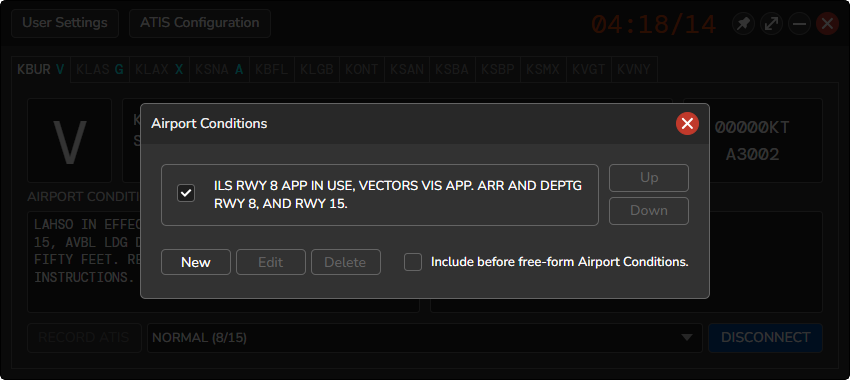 User Settings
ATIS Configuration
04:18/14
KBUR V
KLAS G
KLAX X
KSNA A
KBFL
KLGB
KONT
KSAN
KSBA
KSBP
KSMX
KVGT
KVNY
V
K
S
00000KT
A3002
Airport Conditions
ILS RWY 8 APP IN USE, VECTORS VIS APP. ARR AND DEPTG
RWY 8, AND RWY 15.
Up
Down
New
Edit
Delete
Include before free-form Airport Conditions.
AIRPORT CONDITI
LAHSO IN EFFEC
15, AVBL LDG D
FIFTY FEET. RE
INSTRUCTIONS.
RECORD ATIS
NORMAL (8/15)
DISCONNECT